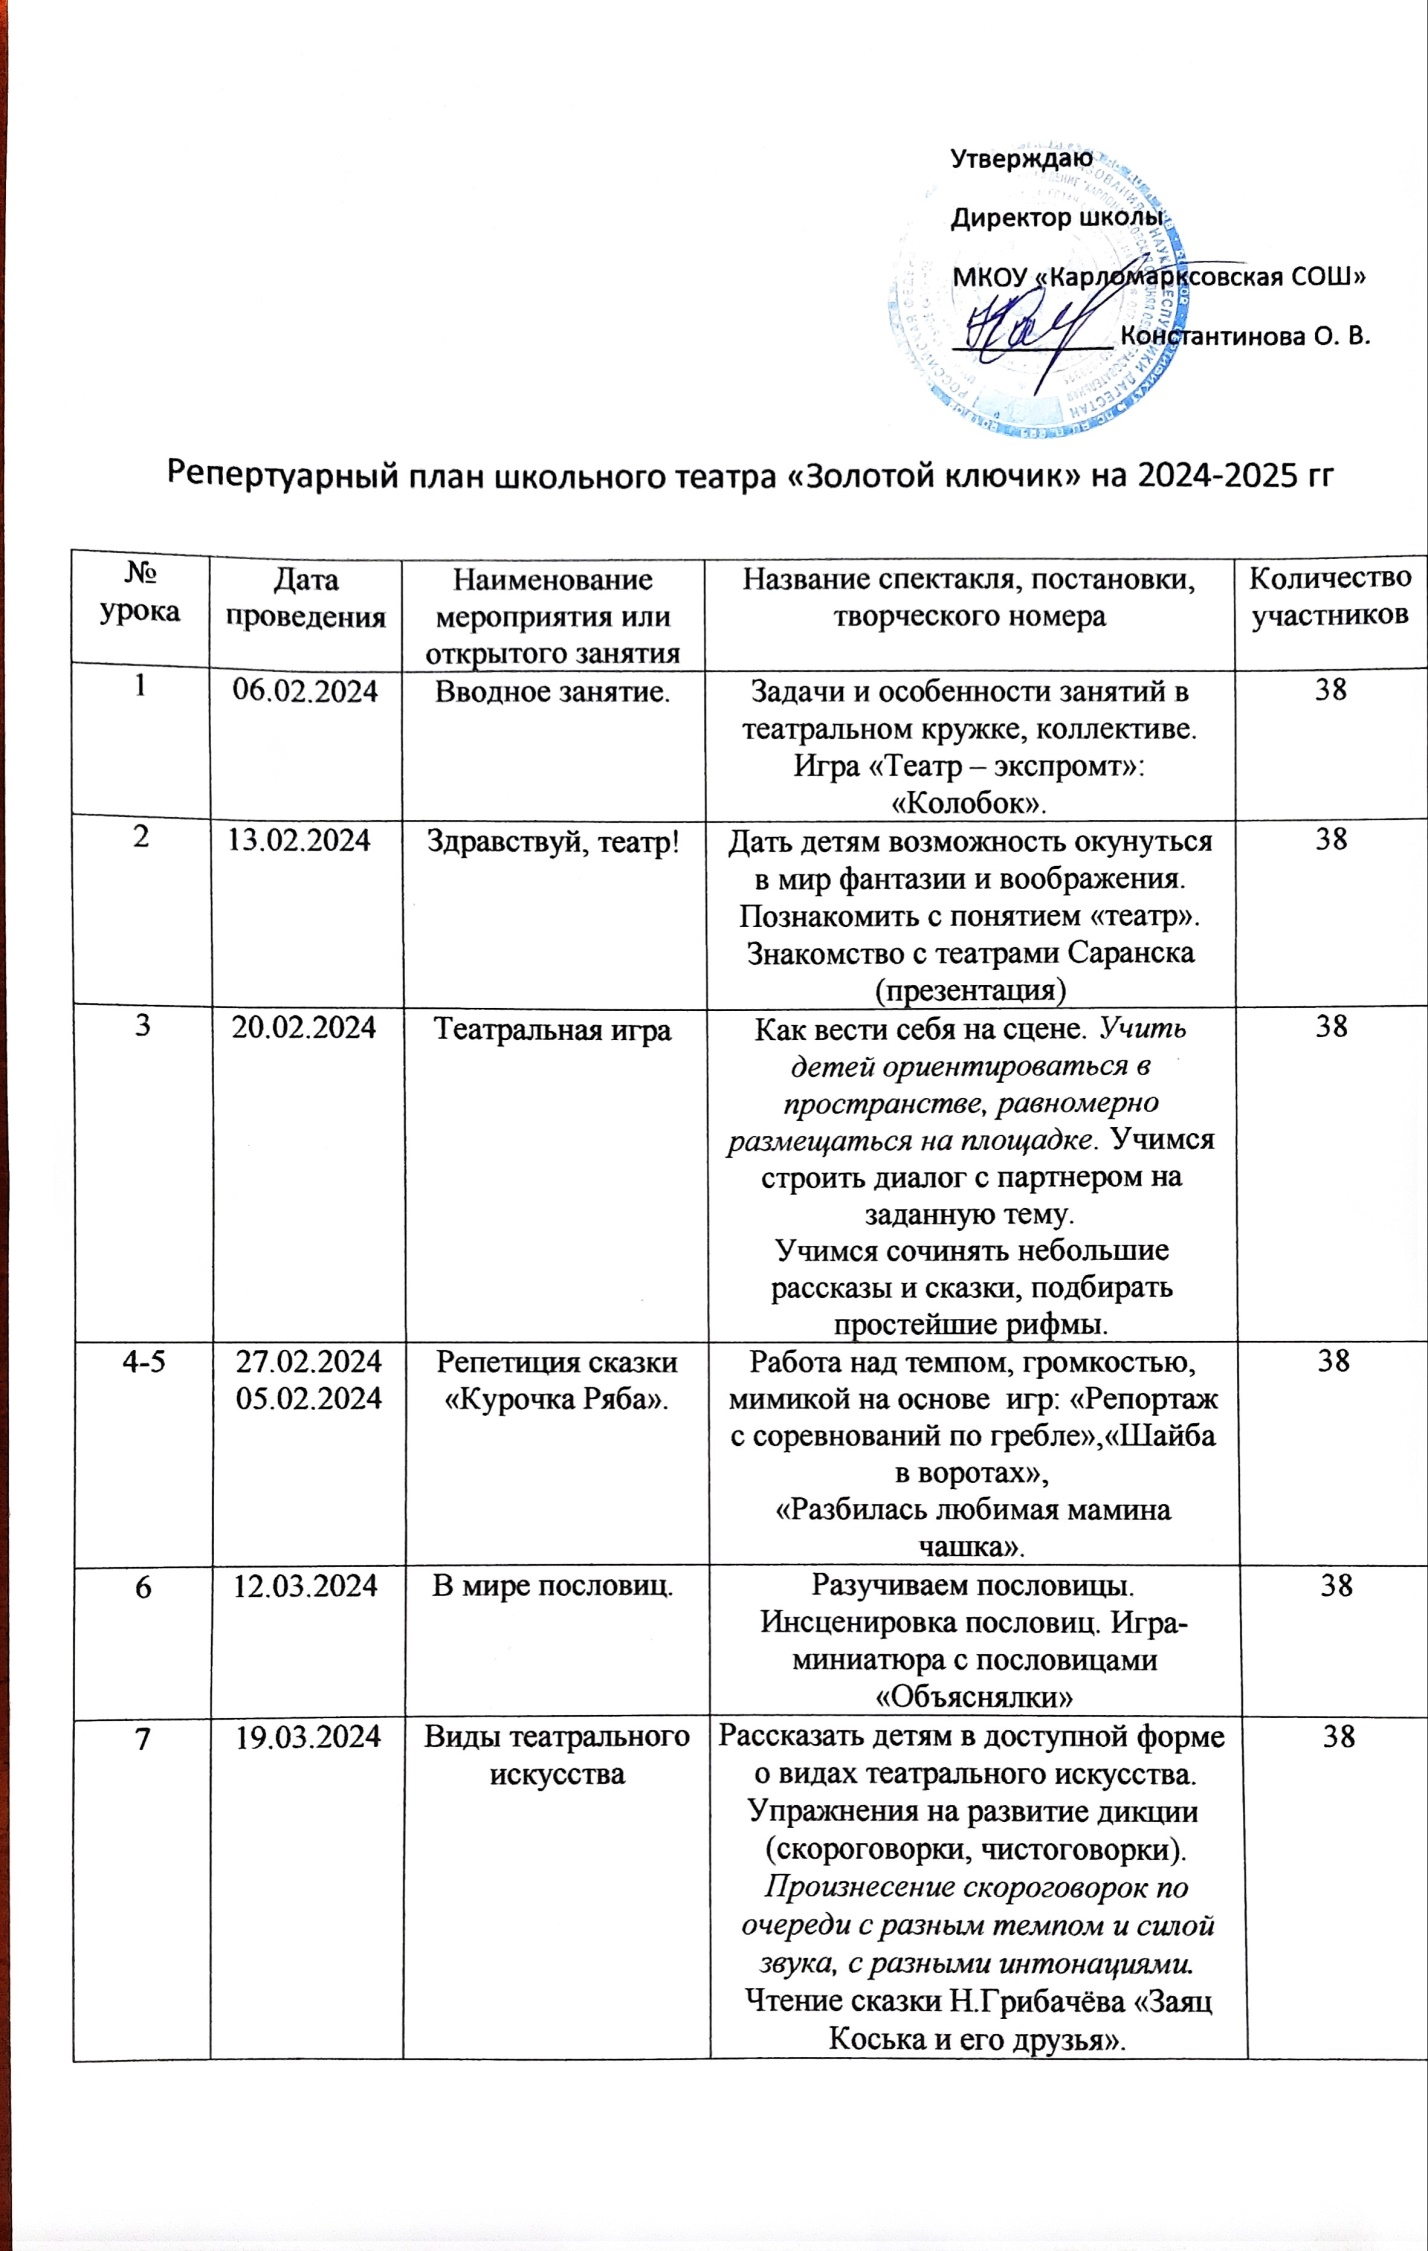 Утверждаю
Директор школы
МКОУ «Карломарксовская СОШ»
Константинова О. В.
Репертуарный план школьного театра «Золотой ключик» на 2024-2025 гг
№
урока
Дата
проведения
Наименование
мероприятия или
открытого занятия
Название спектакля, постановки,
творческого номера
Количество
участников
1
06.02.2024
Вводное занятие.
Задачи и особенности занятий в
театральном кружке, коллективе.
Игра «Театр – экспромт»:
«Колобок».
38
2
13.02.2024
Здравствуй, театр!
Дать детям возможность окунуться
в мир фантазии и воображения.
Познакомить с понятием «театр».
Знакомство с театрами Саранска
(презентация)
38
3
20.02.2024
Театральная игра
Как вести себя на сцене. Учить
детей ориентироваться в
пространстве, равномерно
размещаться на площадке. Учимся
строить диалог с партнером на
заданную тему.
Учимся сочинять небольшие
рассказы и сказки, подбирать
простейшие рифмы.
38
4-5
27.02.2024
05.02.2024
Репетиция сказки
«Курочка Ряба».
Работа над темпом, громкостью,
мимикой на основе игр: «Репортаж
с соревнований по гребле»,«Шайба
в воротах»,
«Разбилась любимая мамина
чашка».
38
6
12.03.2024
В мире пословиц.
Разучиваем пословицы.
Инсценировка пословиц. Игра-
миниатюра с пословицами
«Объяснялки»
38
7
19.03.2024
Виды театрального
искусства
Рассказать детям в доступной форме
о видах театрального искусства.
Упражнения на развитие дикции
(скороговорки, чистоговорки).
Произнесение скороговорок по
очереди с разным темпом и силой
звука, с разными интонациями.
Чтение сказки Н.Грибачёва «Заяц
Коська и его друзья».
38